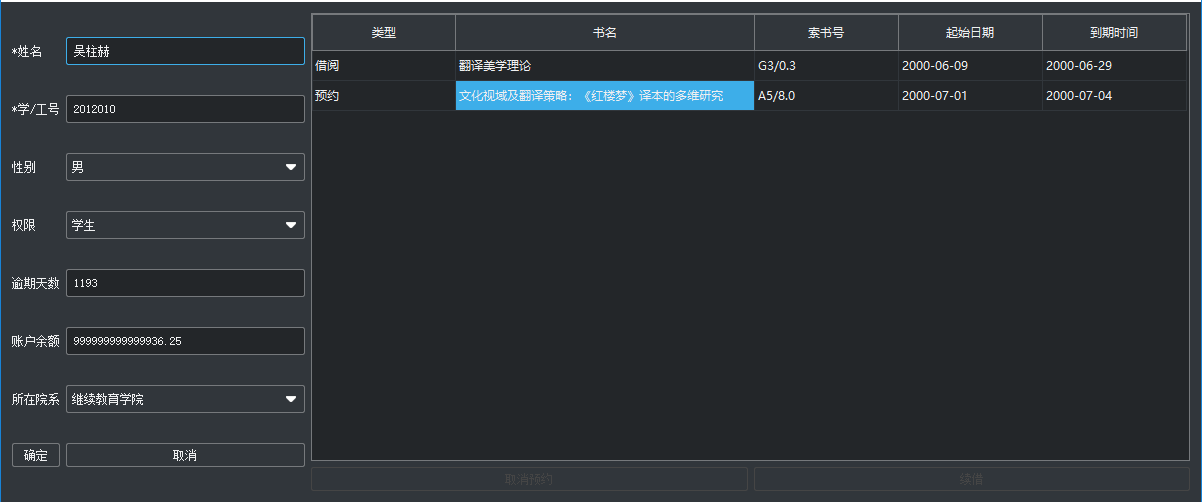 *姓名 吴柱赫
*学/工号 2012010
性别 男
权限 学生
逾期天数 1193
账户余额 999999999999936.25
所在院系 继续教育学院
确定 取消
类型 书名 索书号 起始日期 到期时间
借阅 翻译美学理论 G3/0.3 2000-06-09 2000-06-29
预约 文化视域及翻译策略：《红楼梦》译本的多维研究 A5/8.0 2000-07-01 2000-07-04
取消预约 续借